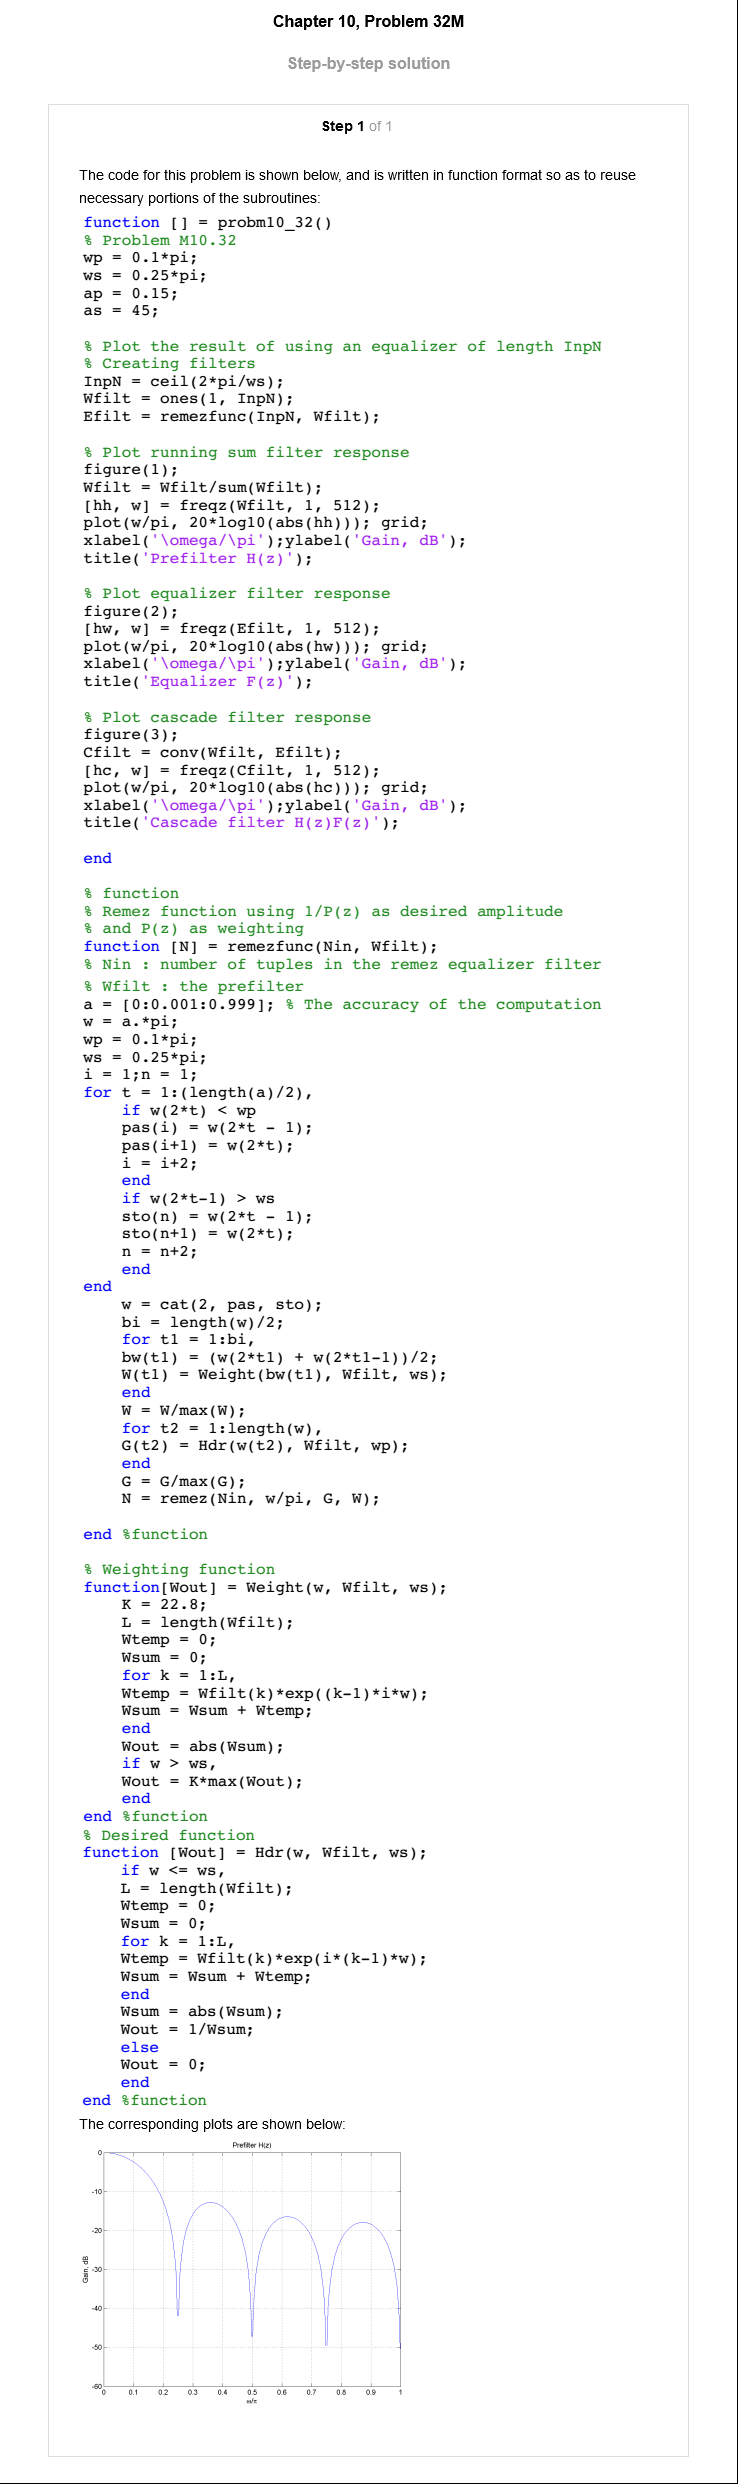 Chapter 10, Problem 32M
Step-by-step solution
Step 1 of 1
The code for this problem is shown below, and is written in function format so as to reuse
necessary portions of the subroutines:
function [] = probm10_32()
% Problem M10.32
wp = 0.1*pi;
ws = 0.25*pi;
ap = 0.15;
as = 45;
% Plot the result of using an equalizer of length InpN
% Creating filters
InpN = ceil(2*pi/ws);
Wfilt = ones(1, InpN);
Efilt = remezfunc(InpN, Wfilt);
% Plot running sum filter response
figure(1);
Wfilt = Wfilt/sum(Wfilt);
[hh, w] = freqz(Wfilt, 1, 512);
plot(w/pi, 20*log10(abs(hh))); grid;
xlabel('\omega/\pi');ylabel('Gain, dB');
title('Prefilter H(z)');
% Plot equalizer filter response
figure(2);
[hw, w] = freqz(Efilt, 1, 512);
plot(w/pi, 20*log10(abs(hw))); grid;
xlabel('\omega/\pi');ylabel('Gain, dB');
title('Equalizer F(z)');
% Plot cascade filter response
figure(3);
Cfilt = conv(Wfilt, Efilt);
[hc, w] = freqz(Cfilt, 1, 512);
plot(w/pi, 20*log10(abs(hc))); grid;
xlabel('\omega/\pi');ylabel('Gain, dB');
title('Cascade filter H(z)F(z)');
end
% function
% Remez function using 1/P(z) as desired amplitude
% and P(z) as weighting
function [N] = remezfunc(Nin, Wfilt);
% Nin : number of tuples in the remez equalizer filter
% Wfilt : the prefilter
a = [0:0.001:0.999]; % The accuracy of the computation
w = a.*pi;
wp = 0.1*pi;
ws = 0.25*pi;
i = 1;n = 1;
for t = 1:(length(a)/2),
if w(2*t) < wp
pas(i) = w(2*t - 1);
pas(i+1) = w(2*t);
i = i+2;
end
if w(2*t-1) > ws
sto(n) = w(2*t - 1);
sto(n+1) = w(2*t);
n = n+2;
end
end
w = cat(2, pas, sto);
bi = length(w)/2;
for t1 = 1:bi,
bw(t1) = (w(2*t1) + w(2*t1-1))/2;
W(t1) = Weight(bw(t1), Wfilt, ws);
end
W = W/max(W);
for t2 = 1:length(w),
G(t2) = Hdr(w(t2), Wfilt, wp);
end
G = G/max(G);
N = remez(Nin, w/pi, G, W);
end %function
% Weighting function
function[Wout] = Weight(w, Wfilt, ws);
K = 22.8;
L = length(Wfilt);
Wtemp = 0;
Wsum = 0;
for k = 1:L,
Wtemp = Wfilt(k)*exp((k-1)*i*w);
Wsum = Wsum + Wtemp;
end
Wout = abs(Wsum);
if w > ws,
Wout = K*max(Wout);
end
end %function
% Desired function
function [Wout] = Hdr(w, Wfilt, ws);
if w <= ws,
L = length(Wfilt);
Wtemp = 0;
Wsum = 0;
for k = 1:L,
Wtemp = Wfilt(k)*exp(i*(k-1)*w);
Wsum = Wsum + Wtemp;
end
Wsum = abs(Wsum);
Wout = 1/Wsum;
else
Wout = 0;
end
end %function
The corresponding plots are shown below:
Prefilter H(z)
0
-10
-20
-30
-40
-50
-60
Gain, dB
0 0.1 0.2 0.3 0.4 0.5 0.6 0.7 0.8 0.9 1
ω/π